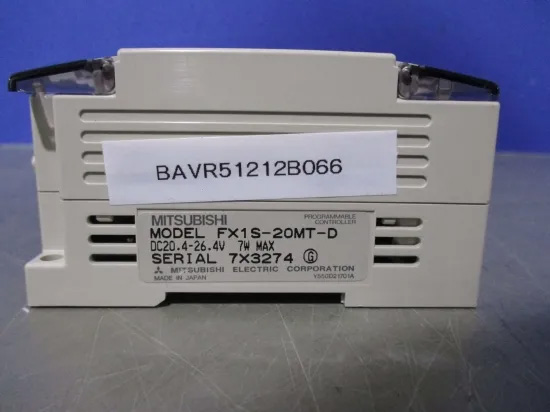 BAVR51212B066
MITSUBISHI PROGRAMMABLE CONTROLLER
MODEL FX1S-20MT-D
DC20.4-26.4V 7W MAX
SERIAL 7X3274 G
MITSUBISHI ELECTRIC CORPORATION
MADE IN JAPAN